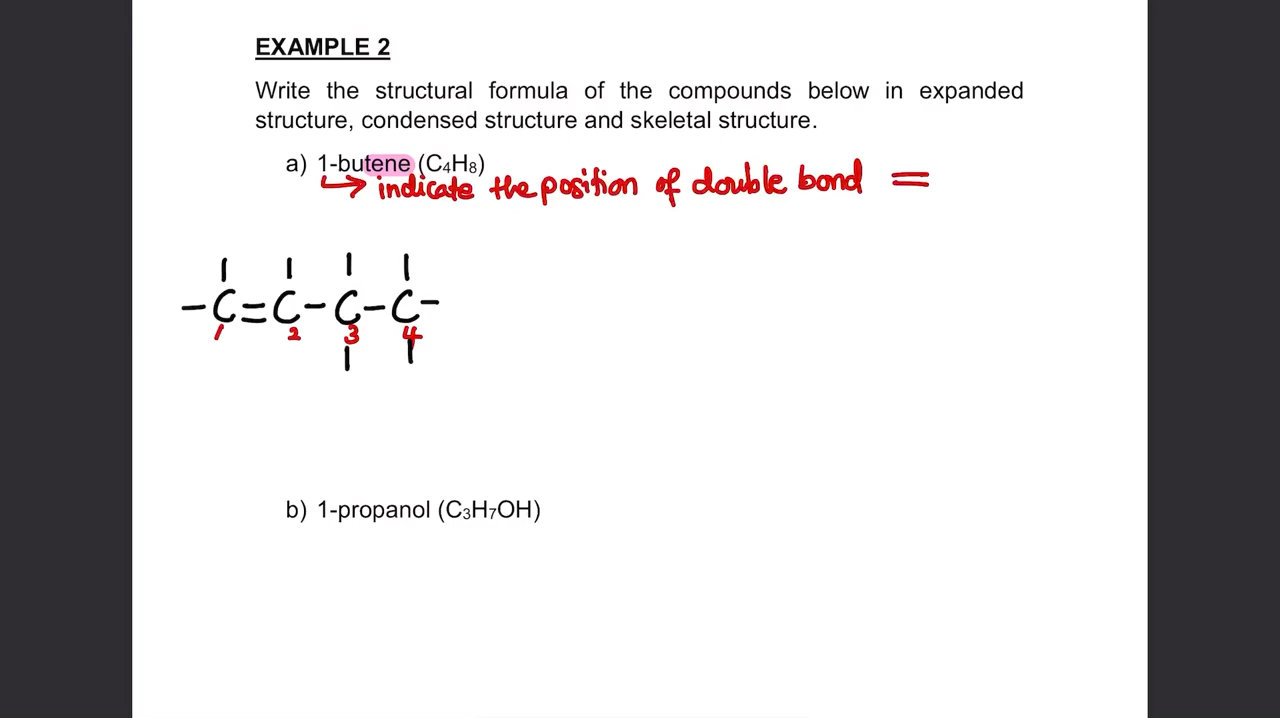 EXAMPLE 2
Write the structural formula of the compounds below in expanded
structure, condensed structure and skeletal structure.
a) 1-butene (C₄H₈)
↳ indicate the position of double bond =
-C=C-C-C-
1 2 3 4
b) 1-propanol (C₃H₇OH)